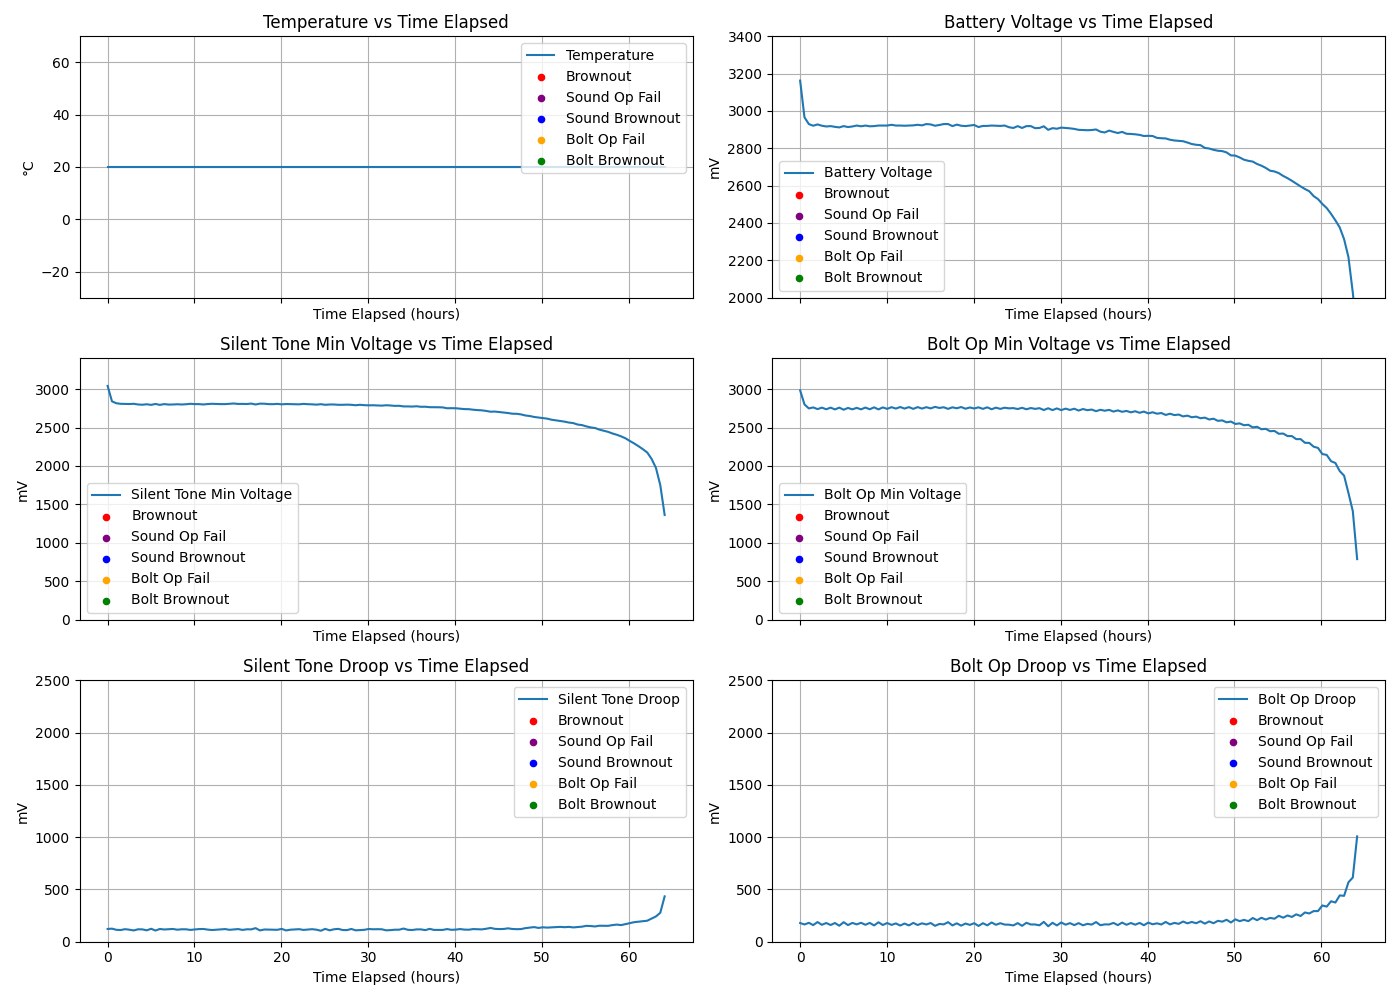 Temperature vs Time Elapsed
60
40
20
0
−20
°C
Temperature
Brownout
Sound Op Fail
Sound Brownout
Bolt Op Fail
Bolt Brownout
Time Elapsed (hours)
Battery Voltage vs Time Elapsed
3400
3200
3000
2800
2600
2400
2200
2000
mV
Battery Voltage
Brownout
Sound Op Fail
Sound Brownout
Bolt Op Fail
Bolt Brownout
Time Elapsed (hours)
Silent Tone Min Voltage vs Time Elapsed
3000
2500
2000
1500
1000
500
0
mV
Silent Tone Min Voltage
Brownout
Sound Op Fail
Sound Brownout
Bolt Op Fail
Bolt Brownout
Time Elapsed (hours)
Bolt Op Min Voltage vs Time Elapsed
3000
2500
2000
1500
1000
500
0
mV
Bolt Op Min Voltage
Brownout
Sound Op Fail
Sound Brownout
Bolt Op Fail
Bolt Brownout
Time Elapsed (hours)
Silent Tone Droop vs Time Elapsed
2500
2000
1500
1000
500
0
mV
Silent Tone Droop
Brownout
Sound Op Fail
Sound Brownout
Bolt Op Fail
Bolt Brownout
0 10 20 30 40 50 60
Time Elapsed (hours)
Bolt Op Droop vs Time Elapsed
2500
2000
1500
1000
500
0
mV
Bolt Op Droop
Brownout
Sound Op Fail
Sound Brownout
Bolt Op Fail
Bolt Brownout
0 10 20 30 40 50 60
Time Elapsed (hours)